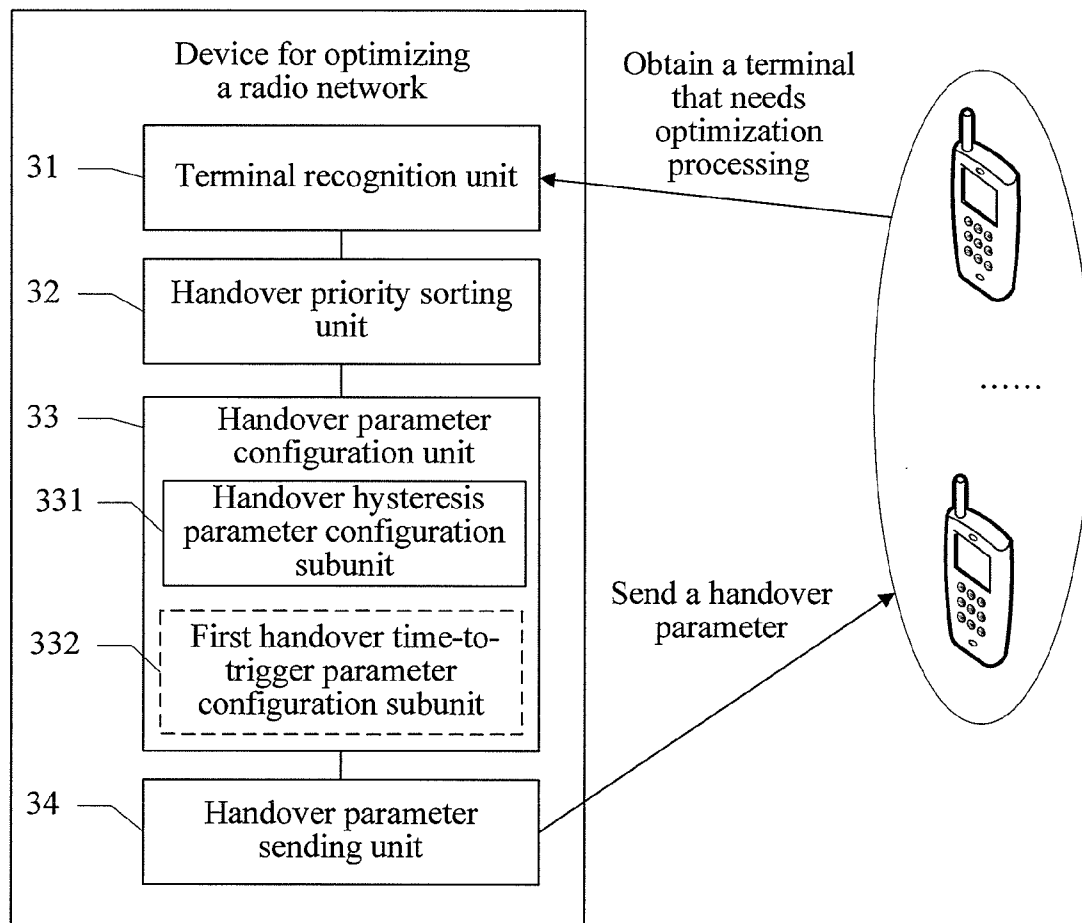 Device for optimizing
a radio network
31
Terminal recognition unit
32
Handover priority sorting
unit
33
Handover parameter
configuration unit
331
Handover hysteresis
parameter configuration
subunit
332
First handover time-to-
trigger parameter
configuration subunit
34
Handover parameter
sending unit
Obtain a terminal
that needs
optimization
processing
......
Send a handover
parameter